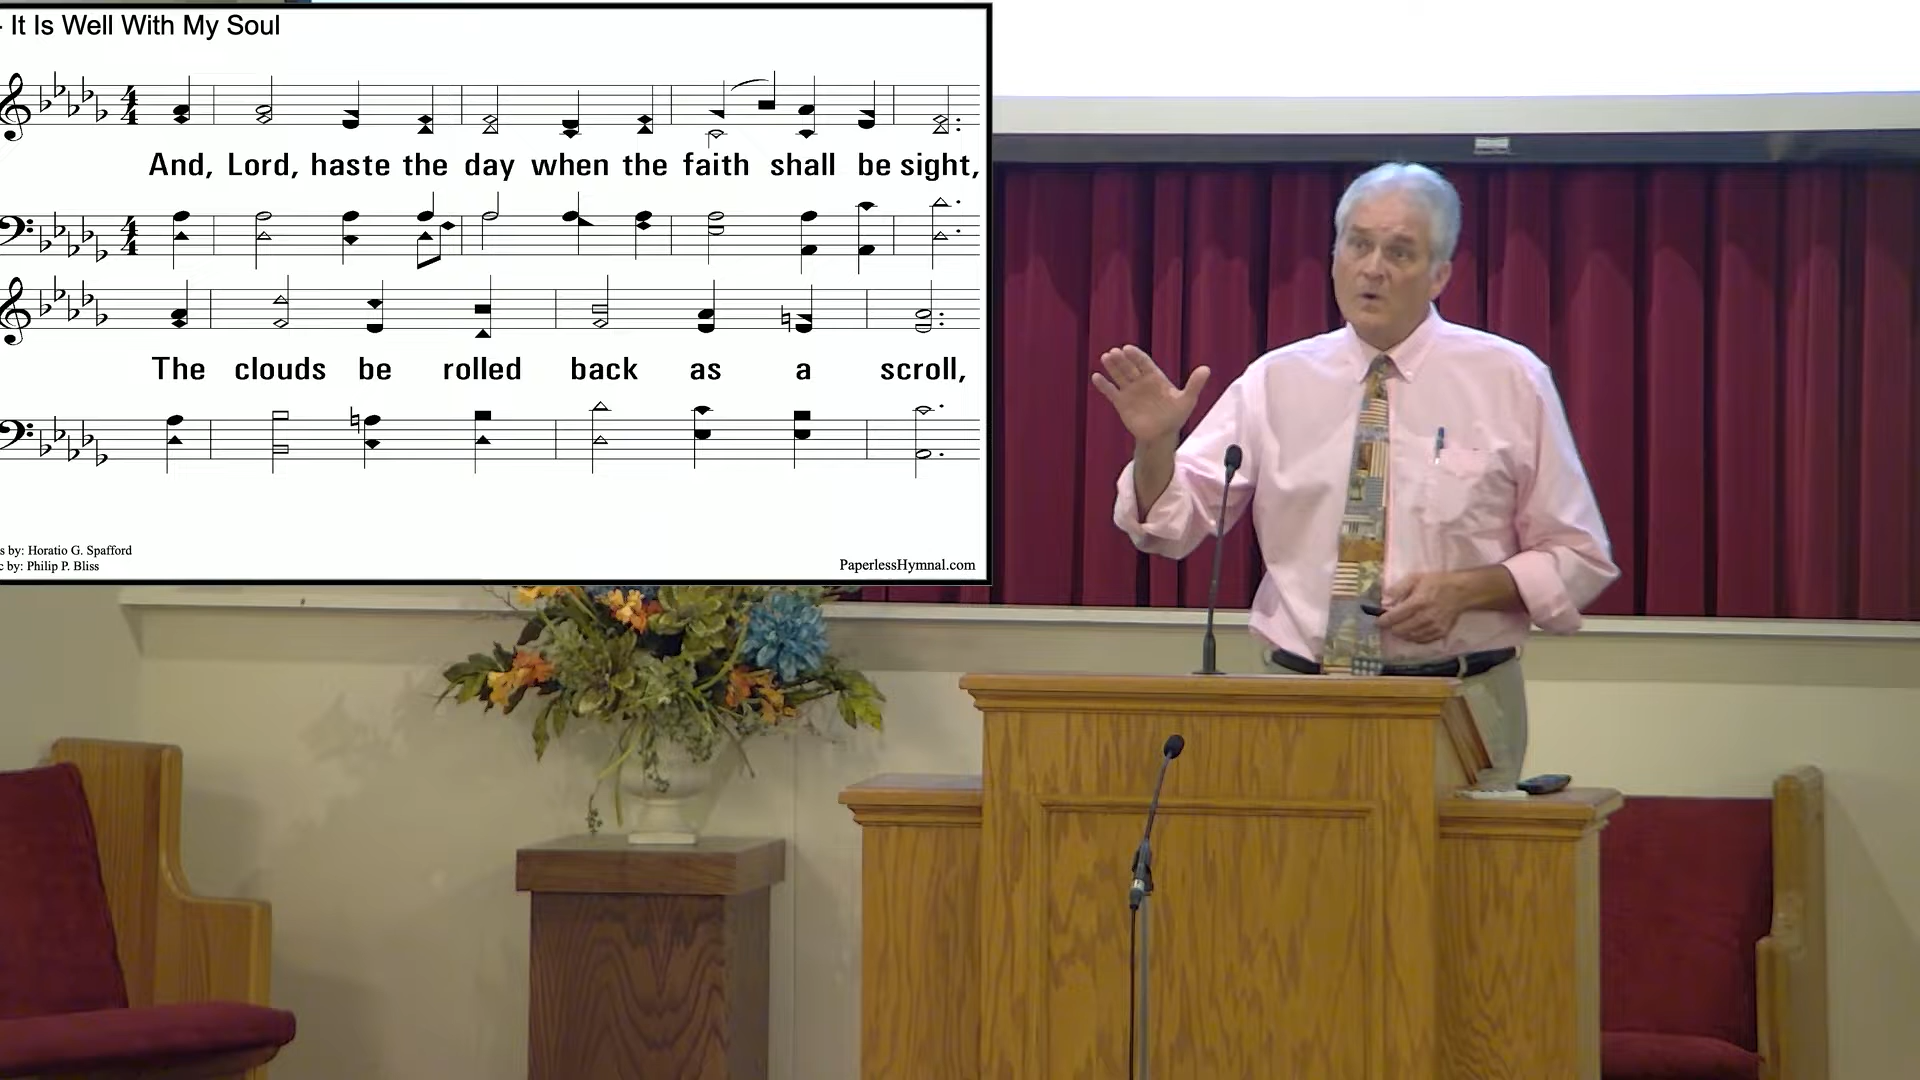 - It Is Well With My Soul
And, Lord, haste the day when the faith shall be sight,
The clouds be rolled back as a scroll,
s by: Horatio G. Spafford
c by: Philip P. Bliss
PaperlessHymnal.com